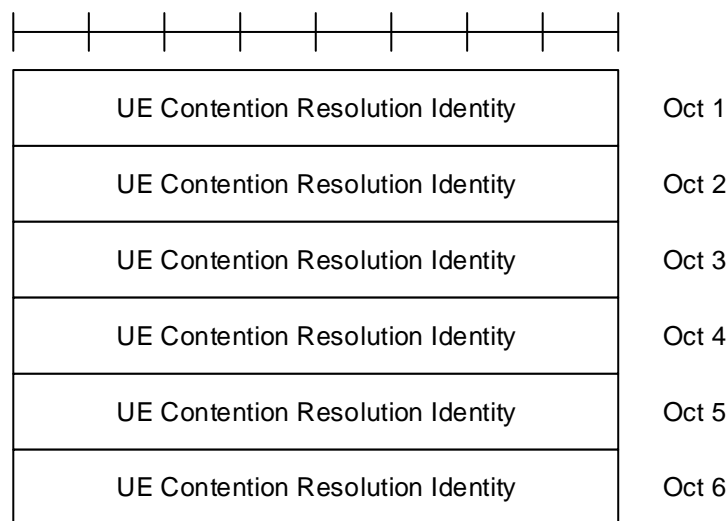 UE Contention Resolution Identity Oct 1
UE Contention Resolution Identity Oct 2
UE Contention Resolution Identity Oct 3
UE Contention Resolution Identity Oct 4
UE Contention Resolution Identity Oct 5
UE Contention Resolution Identity Oct 6